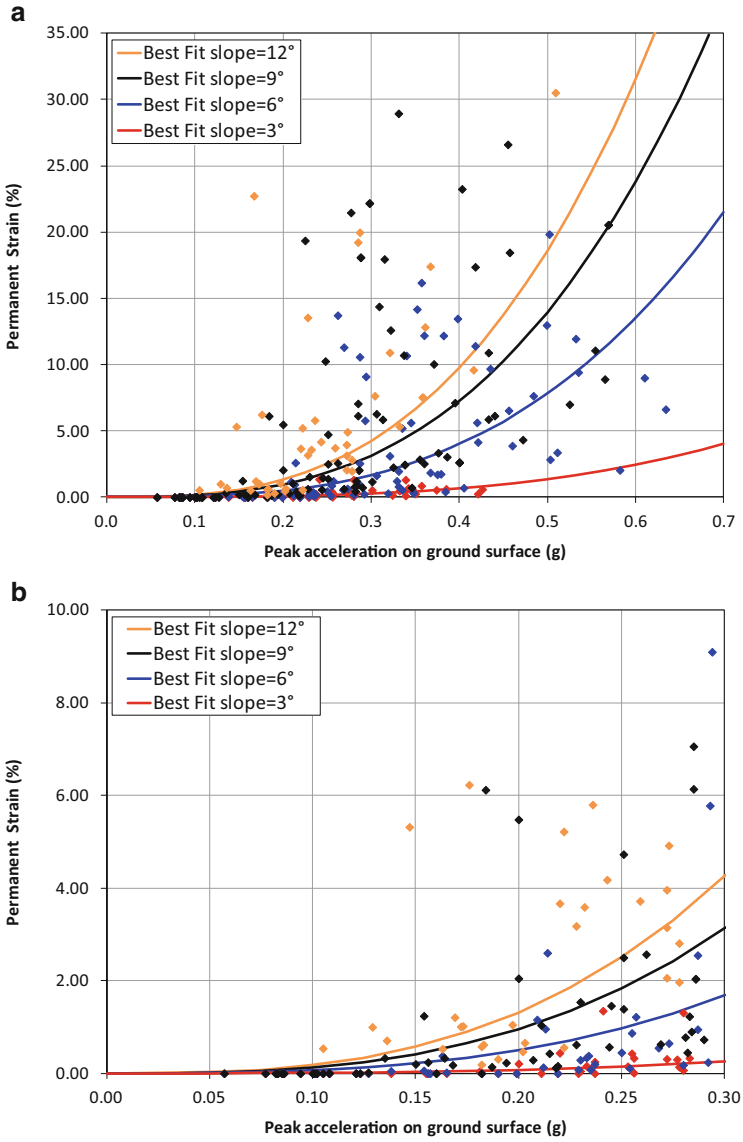 a
35.00
30.00
25.00
20.00
15.00
10.00
5.00
0.00
Permanent Strain (%)
Best Fit slope=12°
Best Fit slope=9°
Best Fit slope=6°
Best Fit slope=3°
0.0 0.1 0.2 0.3 0.4 0.5 0.6 0.7
Peak acceleration on ground surface (g)
b
10.00
8.00
6.00
4.00
2.00
0.00
Permanent Strain (%)
Best Fit slope=12°
Best Fit slope=9°
Best Fit slope=6°
Best Fit slope=3°
0.00 0.05 0.10 0.15 0.20 0.25 0.30
Peak acceleration on ground surface (g)